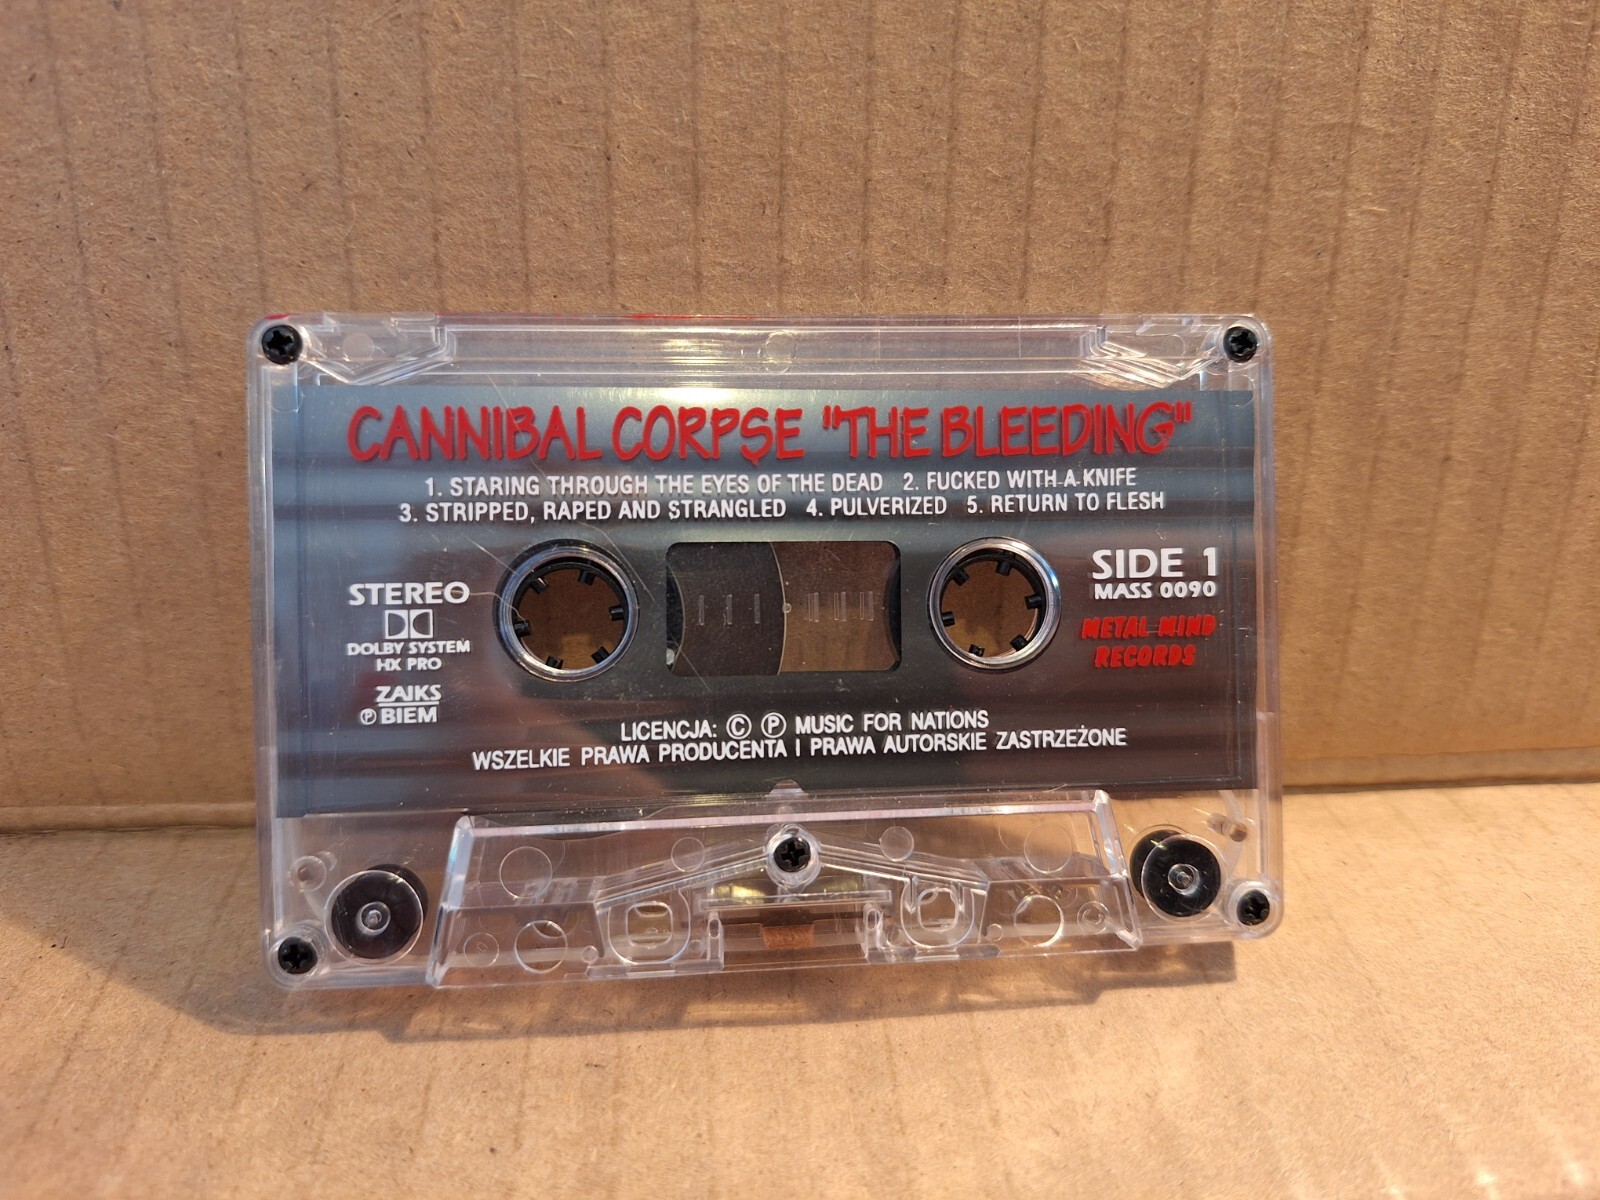 CANNIBAL CORPSE "THE BLEEDING"
1. STARING THROUGH THE EYES OF THE DEAD 2. FUCKED WITH A KNIFE
3. STRIPPED, RAPED AND STRANGLED 4. PULVERIZED 5. RETURN TO FLESH
STEREO
DOLBY SYSTEM
HX PRO
ZAIKS
Ⓟ BIEM
SIDE 1
MASS 0090
METAL MIND
RECORDS
LICENCJA: © Ⓟ MUSIC FOR NATIONS
WSZELKIE PRAWA PRODUCENTA I PRAWA AUTORSKIE ZASTRZEŻONE